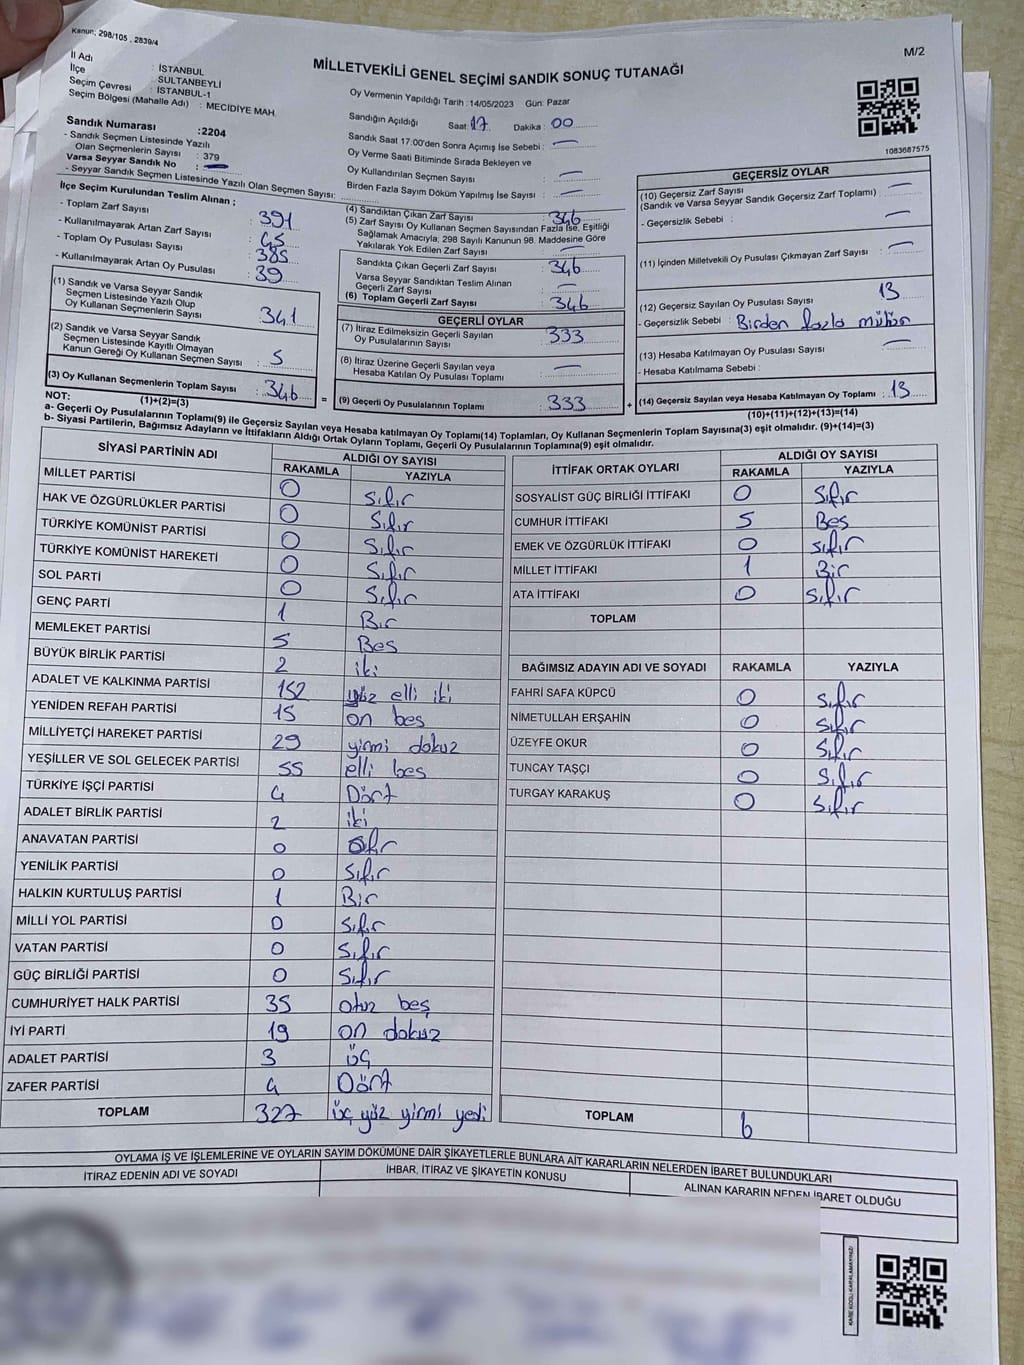 Kanun; 298/105 , 2839/4
M/2
MİLLETVEKİLİ GENEL SEÇİMİ SANDIK SONUÇ TUTANAĞI
İl Adı : İSTANBUL
İlçe : SULTANBEYLİ
Seçim Çevresi : İSTANBUL-1
Seçim Bölgesi (Mahalle Adı) : MECİDİYE MAH.
Sandık Numarası :2204
- Sandık Seçmen Listesinde Yazılı
Olan Seçmenlerin Sayısı : 379
Varsa Seyyar Sandık No : —
- Seyyar Sandık Seçmen Listesinde Yazılı Olan Seçmen Sayısı:
Oy Vermenin Yapıldığı Tarih :14/05/2023 Gün: Pazar
Sandığın Açıldığı Saat : 17 Dakika : 00
Sandık Saat 17:00'den Sonra Açımış İse Sebebi : —
Oy Verme Saati Bitiminde Sırada Bekleyen ve
Oy Kullandırılan Seçmen Sayısı : —
Birden Fazla Sayım Döküm Yapılmış İse Sayısı : —
1083687575
İlçe Seçim Kurulundan Teslim Alınan ;
- Toplam Zarf Sayısı : 391
- Kullanılmayarak Artan Zarf Sayısı : 45
- Toplam Oy Pusulası Sayısı : 385
- Kullanılmayarak Artan Oy Pusulası : 39
(1) Sandık ve Varsa Seyyar Sandık
Seçmen Listesinde Yazılı Olup
Oy Kullanan Seçmenlerin Sayısı : 341
(2) Sandık ve Varsa Seyyar Sandık
Seçmen Listesinde Kayıtlı Olmayan
Kanun Gereği Oy Kullanan Seçmen Sayısı : 5
(3) Oy Kullanan Seçmenlerin Toplam Sayısı : 346
(4) Sandıktan Çıkan Zarf Sayısı : 346
(5) Zarf Sayısı Oy Kullanan Seçmen Sayısından Fazla İse, Eşitliği
Sağlamak Amacıyla, 298 Sayılı Kanunun 98. Maddesine Göre
Yakılarak Yok Edilen Zarf Sayısı : —
Sandıkta Çıkan Geçerli Zarf Sayısı : 346
Varsa Seyyar Sandıktan Teslim Alınan
Geçerli Zarf Sayısı : —
(6) Toplam Geçerli Zarf Sayısı : 346
GEÇERLİ OYLAR
(7) İtiraz Edilmeksizin Geçerli Sayılan
Oy Pusulalarının Sayısı : 333
(8) İtiraz Üzerine Geçerli Sayılan veya
Hesaba Katılan Oy Pusulası Toplamı : —
= (9) Geçerli Oy Pusulalarının Toplamı : 333
GEÇERSİZ OYLAR
(10) Geçersiz Zarf Sayısı : —
(Sandık ve Varsa Seyyar Sandık Geçersiz Zarf Toplamı)
- Geçersizlik Sebebi : —
(11) İçinden Milletvekili Oy Pusulası Çıkmayan Zarf Sayısı : —
(12) Geçersiz Sayılan Oy Pusulası Sayısı : 13
- Geçersizlik Sebebi : Birden fazla mühür
(13) Hesaba Katılmayan Oy Pusulası Sayısı : —
- Hesaba Katılmama Sebebi :
+ (14) Geçersiz Sayılan veya Hesaba Katılmayan Oy Toplamı : 13
NOT: (1)+(2)=(3)
(10)+(11)+(12)+(13)=(14)
a- Geçerli Oy Pusulalarının Toplamı(9) ile Geçersiz Sayılan veya Hesaba katılmayan Oy Toplamı(14) Toplamları, Oy Kullanan Seçmenlerin Toplam Sayısına(3) eşit olmalıdır. (9)+(14)=(3)
b- Siyasi Partilerin, Bağımsız Adayların ve İttifakların Aldığı Ortak Oyların Toplamı, Geçerli Oy Pusulalarının Toplamına(9) eşit olmalıdır.
SİYASİ PARTİNİN ADI ALDIĞI OY SAYISI
RAKAMLA YAZIYLA
MİLLET PARTİSİ 0 Sıfır
HAK VE ÖZGÜRLÜKLER PARTİSİ 0 Sıfır
TÜRKİYE KOMÜNİST PARTİSİ 0 Sıfır
TÜRKİYE KOMÜNİST HAREKETİ 0 Sıfır
SOL PARTİ 0 Sıfır
GENÇ PARTİ 1 Bir
MEMLEKET PARTİSİ 5 Bes
BÜYÜK BİRLİK PARTİSİ 2 iki
ADALET VE KALKINMA PARTİSİ 152 yüz elli iki
YENİDEN REFAH PARTİSİ 15 on bes
MİLLİYETÇİ HAREKET PARTİSİ 29 yirmi dokuz
YEŞİLLER VE SOL GELECEK PARTİSİ 55 elli bes
TÜRKİYE İŞÇİ PARTİSİ 4 Dört
ADALET BİRLİK PARTİSİ 2 iki
ANAVATAN PARTİSİ 0 Sıfır
YENİLİK PARTİSİ 0 Sıfır
HALKIN KURTULUŞ PARTİSİ 1 Bir
MİLLİ YOL PARTİSİ 0 Sıfır
VATAN PARTİSİ 0 Sıfır
GÜÇ BİRLİĞİ PARTİSİ 0 Sıfır
CUMHURİYET HALK PARTİSİ 35 otuz beş
İYİ PARTİ 19 on dokuz
ADALET PARTİSİ 3 üç
ZAFER PARTİSİ 4 Dört
TOPLAM 327 üç yüz yirmi yedi
İTTİFAK ORTAK OYLARI ALDIĞI OY SAYISI
RAKAMLA YAZIYLA
SOSYALİST GÜÇ BİRLİĞİ İTTİFAKI 0 Sıfır
CUMHUR İTTİFAKI 5 Bes
EMEK VE ÖZGÜRLÜK İTTİFAKI 0 sıfır
MİLLET İTTİFAKI 1 Bir
ATA İTTİFAKI 0 sıfır
TOPLAM
BAĞIMSIZ ADAYIN ADI VE SOYADI RAKAMLA YAZIYLA
FAHRİ SAFA KÜPCÜ 0 sıfır
NİMETULLAH ERŞAHİN 0 sıfır
ÜZEYFE OKUR 0 Sıfır
TUNCAY TAŞÇI 0 Sıfır
TURGAY KARAKUŞ 0 Sıfır
TOPLAM 6
OYLAMA İŞ VE İŞLEMLERİNE VE OYLARIN SAYIM DÖKÜMÜNE DAİR ŞİKAYETLERLE BUNLARA AİT KARARLARIN NELERDEN İBARET BULUNDUKLARI
İTİRAZ EDENİN ADI VE SOYADI İHBAR, İTİRAZ VE ŞİKAYETİN KONUSU ALINAN KARARIN NEDEN İBARET OLDUĞU
KARE KODU KARALAMAYINIZ!